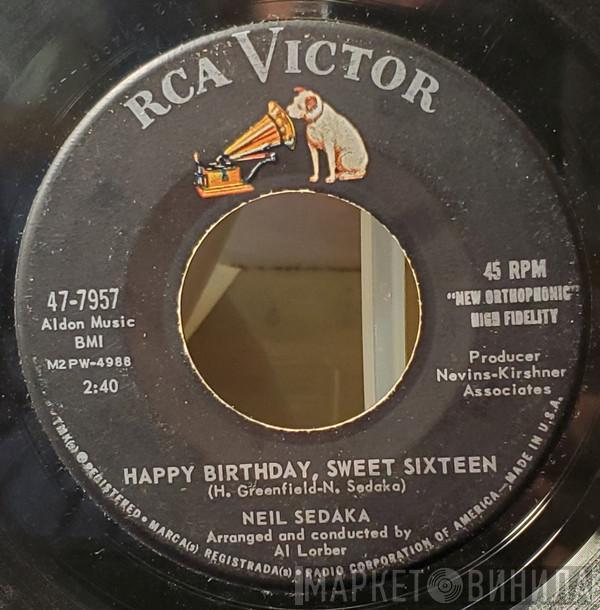 RCA VICTOR
47-7957
Aldon Music
BMI
M2PW-4988
2:40
45 RPM
"NEW ORTHOPHONIC"
HIGH FIDELITY
Producer
Nevins-Kirshner
Associates
HAPPY BIRTHDAY, SWEET SIXTEEN
(H. Greenfield-N. Sedaka)
NEIL SEDAKA
Arranged and conducted by
Al Lorber
TMK(s) ® REGISTERED • MARCA(s) REGISTRADA(s) • RADIO CORPORATION OF AMERICA—MADE IN U.S.A.
МАРКЕТ ВИНИЛА